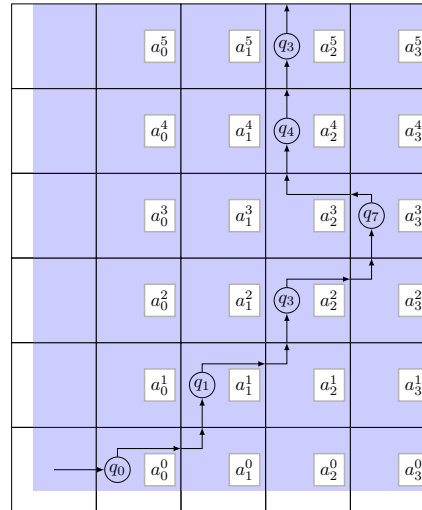 a_0^5 a_1^5 q_3 a_2^5 a_3^5
a_0^4 a_1^4 q_4 a_2^4 a_3^4
a_0^3 a_1^3 a_2^3 q_7 a_3^3
a_0^2 a_1^2 q_3 a_2^2 a_3^2
a_0^1 q_1 a_1^1 a_2^1 a_3^1
q_0 a_0^0 a_1^0 a_2^0 a_3^0